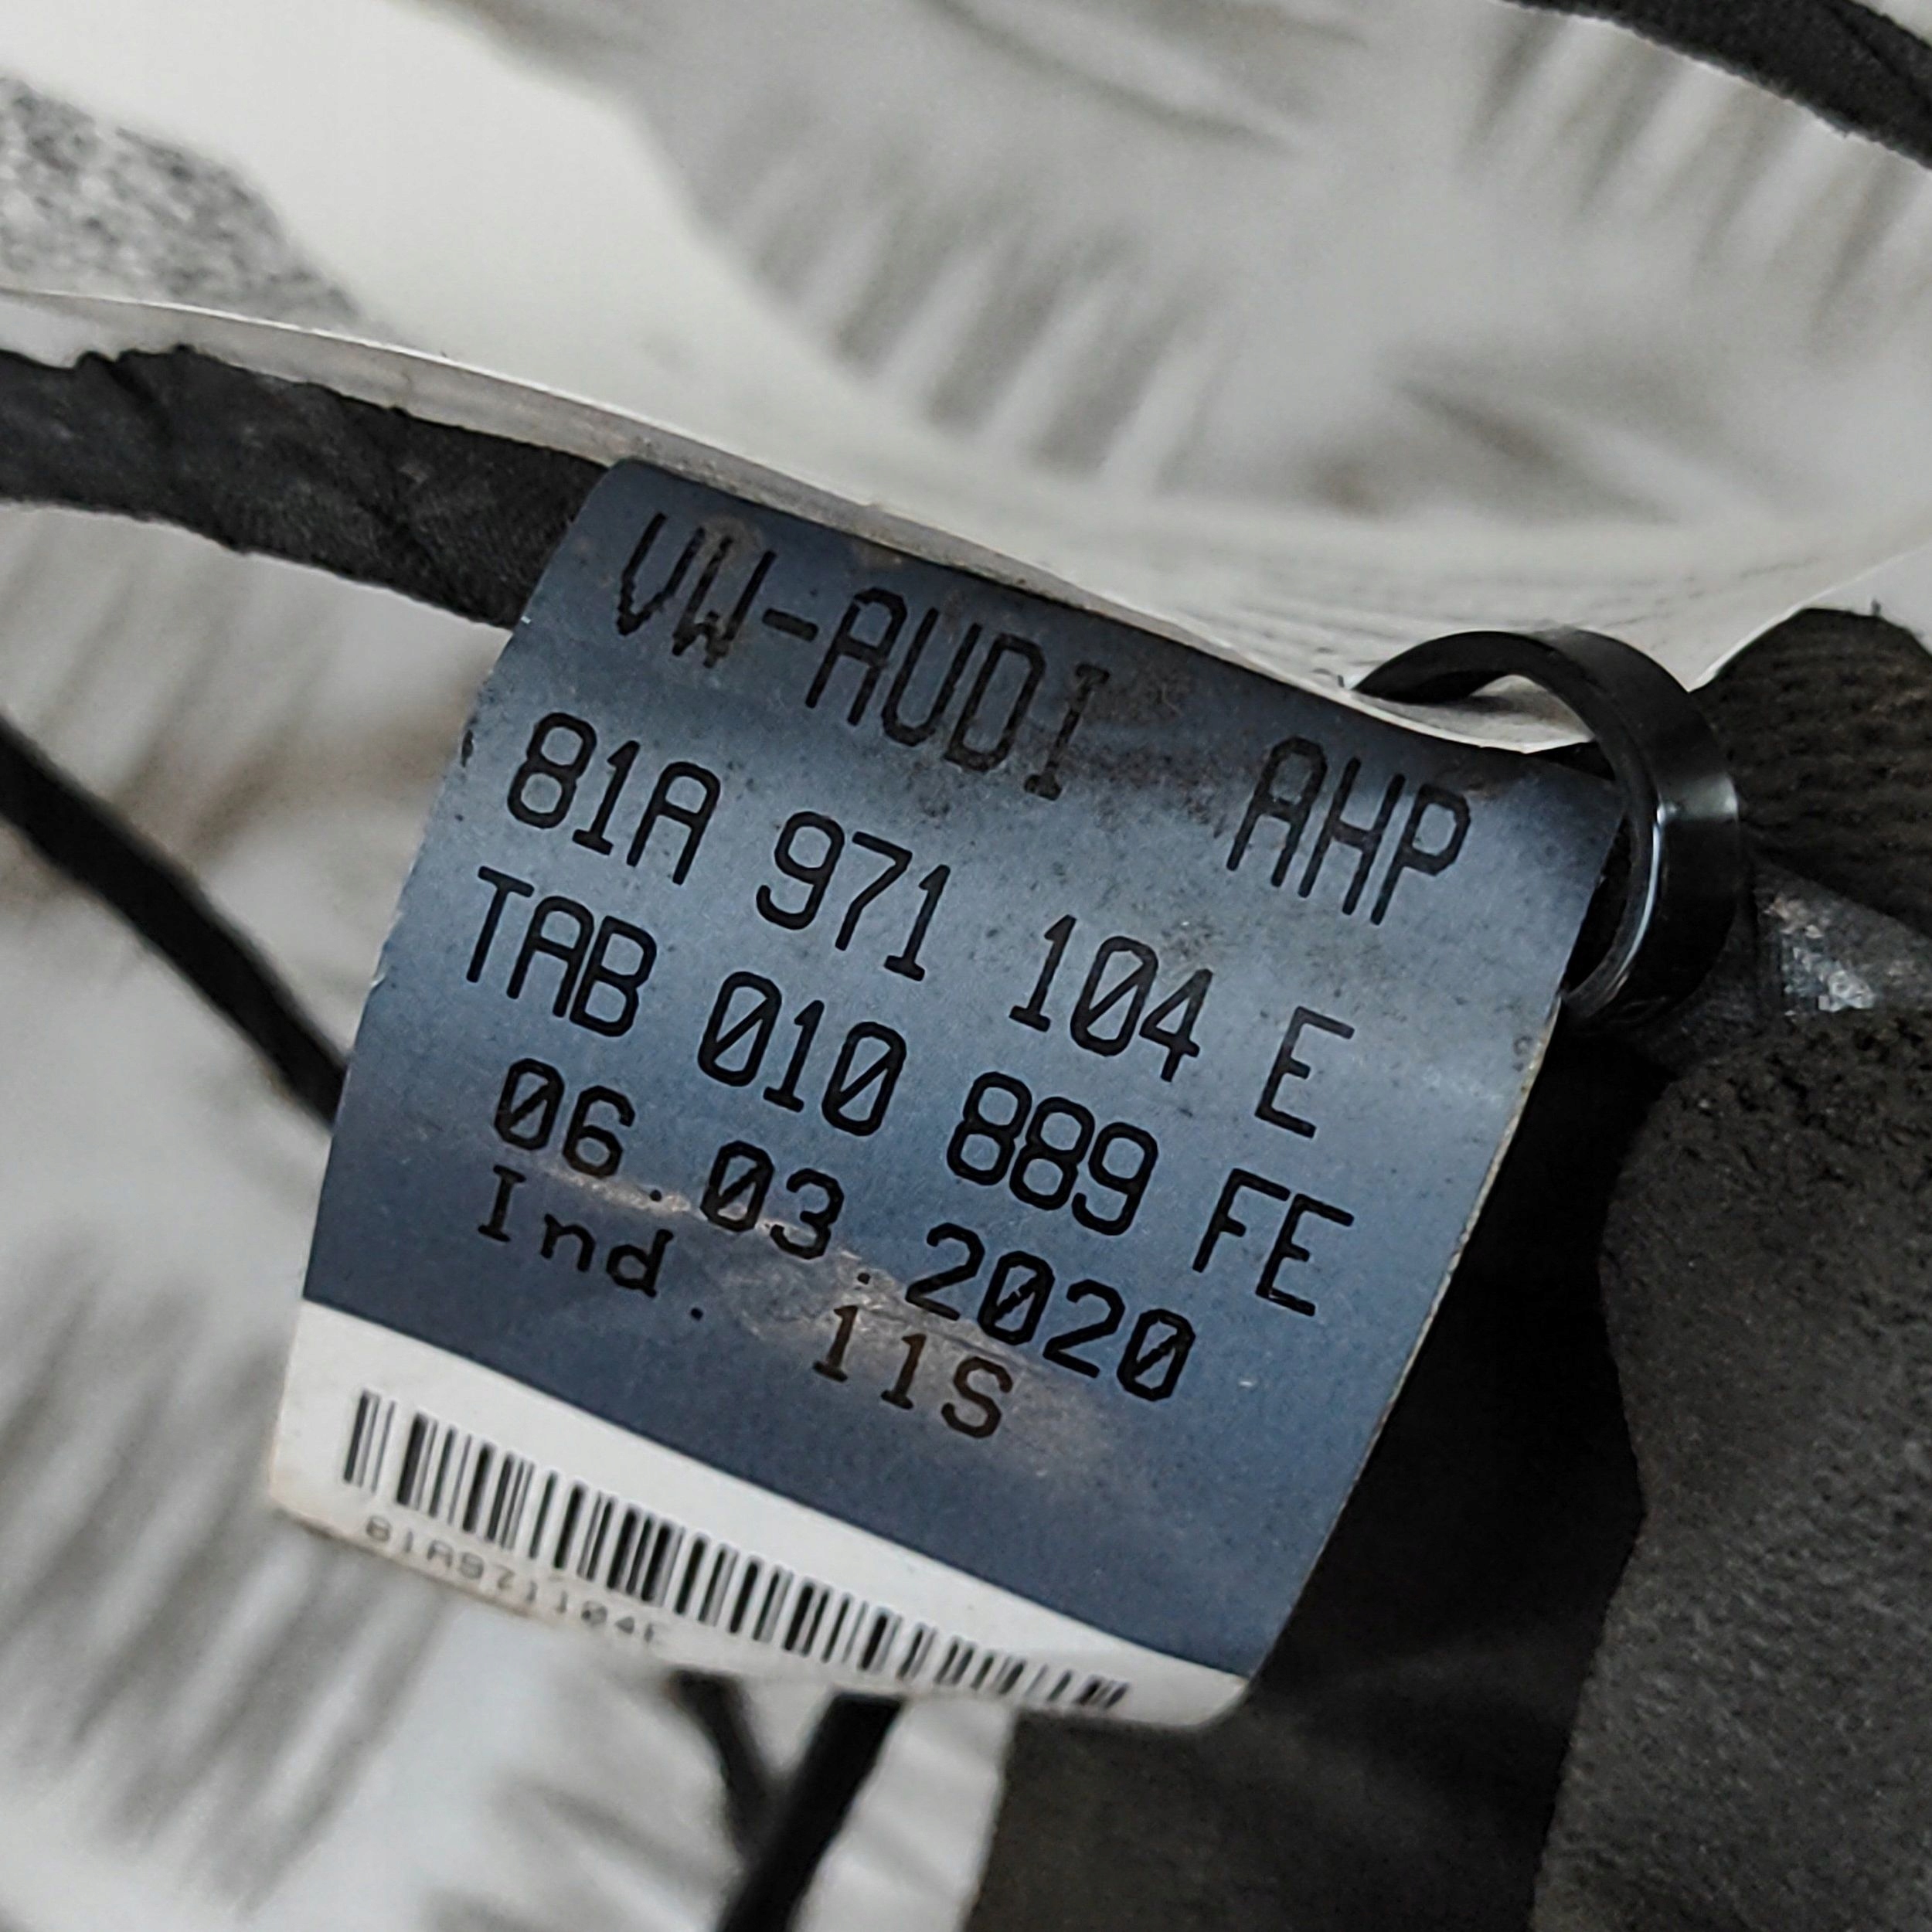 VW-AUDI AHP
81A 971 104 E
TAB 010 889 FE
06.03.2020
Ind. 11S
81A971104E